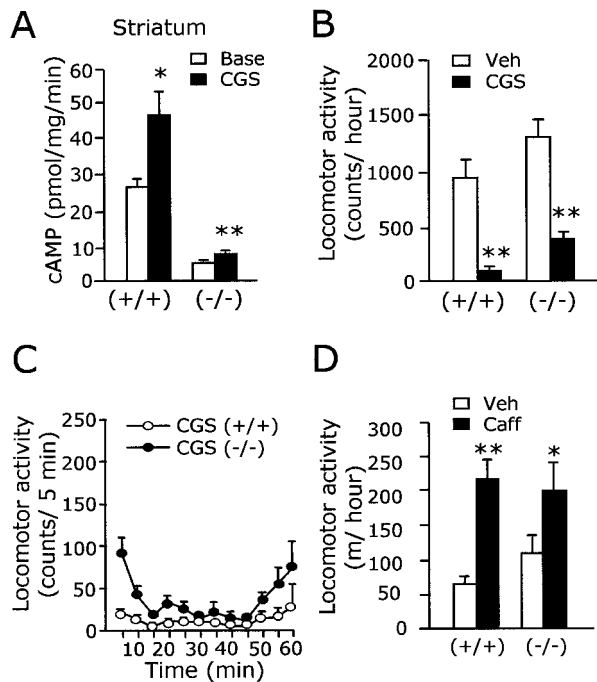 A
Striatum
Base
CGS
cAMP (pmol/mg/min)
60
50
40
30
20
10
0
*
**
(+/+)
(-/-)
B
Veh
CGS
Locomotor activity
(counts/ hour)
2000
1500
1000
500
0
**
**
(+/+)
(-/-)
C
CGS (+/+)
CGS (-/-)
Locomotor activity
(counts/ 5 min)
250
200
150
100
50
0
10
20
30
40
50
60
Time (min)
D
Veh
Caff
Locomotor activity
(m/ hour)
300
250
200
150
100
50
0
**
*
(+/+)
(-/-)